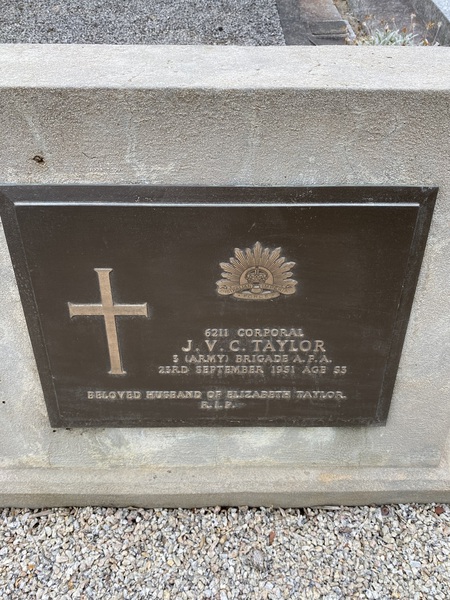 6211 CORPORAL
J. V. C. TAYLOR
3 (ARMY) BRIGADE A.F.A.
23RD SEPTEMBER 1951 AGE 53
BELOVED HUSBAND OF ELIZABETH TAYLOR.
R.I.P.